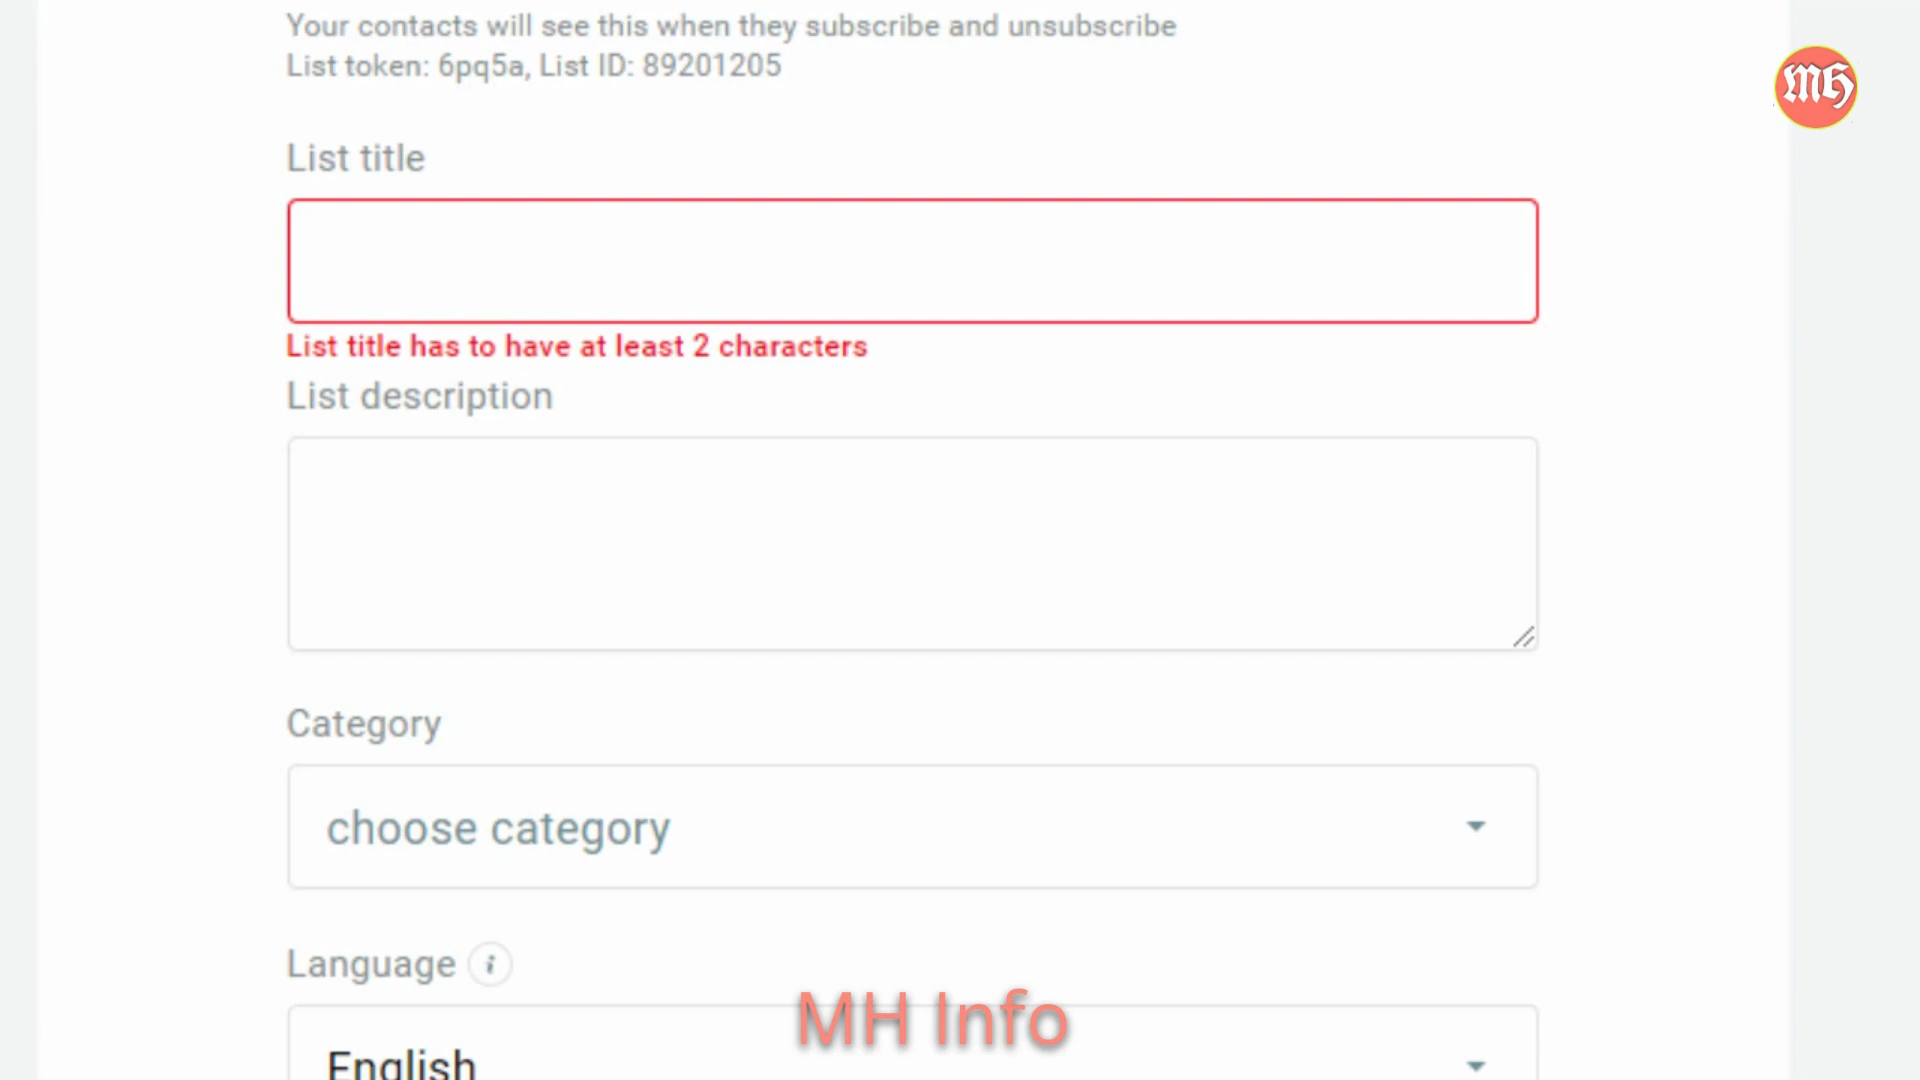 Your contacts will see this when they subscribe and unsubscribe
List token: 6pq5a, List ID: 89201205
MH
List title
List title has to have at least 2 characters
List description
Category
choose category
Language i
MH Info
English